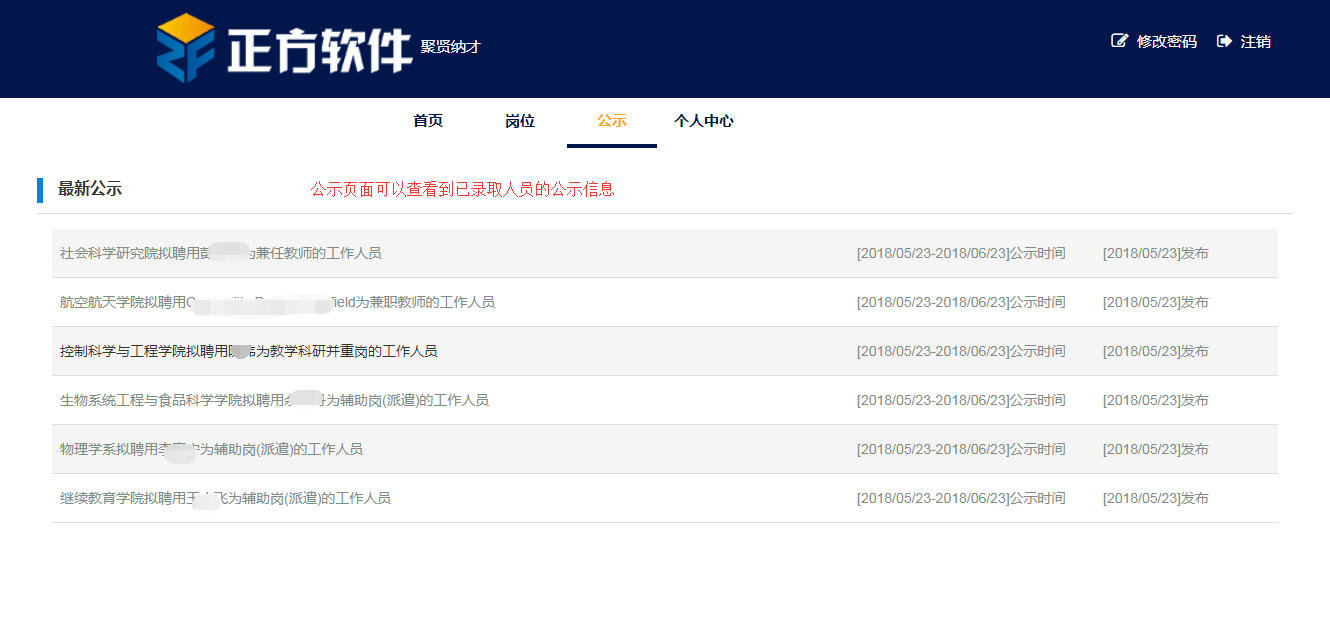 正方软件 聚贤纳才 修改密码 注销
首页 岗位 公示 个人中心
最新公示 公示页面可以查看到已录取人员的公示信息
社会科学研究院拟聘用 为兼任教师的工作人员 [2018/05/23-2018/06/23]公示时间 [2018/05/23]发布
航空航天学院拟聘用 field为兼职教师的工作人员 [2018/05/23-2018/06/23]公示时间 [2018/05/23]发布
控制科学与工程学院拟聘用 为教学科研并重岗的工作人员 [2018/05/23-2018/06/23]公示时间 [2018/05/23]发布
生物系统工程与食品科学学院拟聘用 为辅助岗(派遣)的工作人员 [2018/05/23-2018/06/23]公示时间 [2018/05/23]发布
物理学系拟聘用 为辅助岗(派遣)的工作人员 [2018/05/23-2018/06/23]公示时间 [2018/05/23]发布
继续教育学院拟聘用 为辅助岗(派遣)的工作人员 [2018/05/23-2018/06/23]公示时间 [2018/05/23]发布